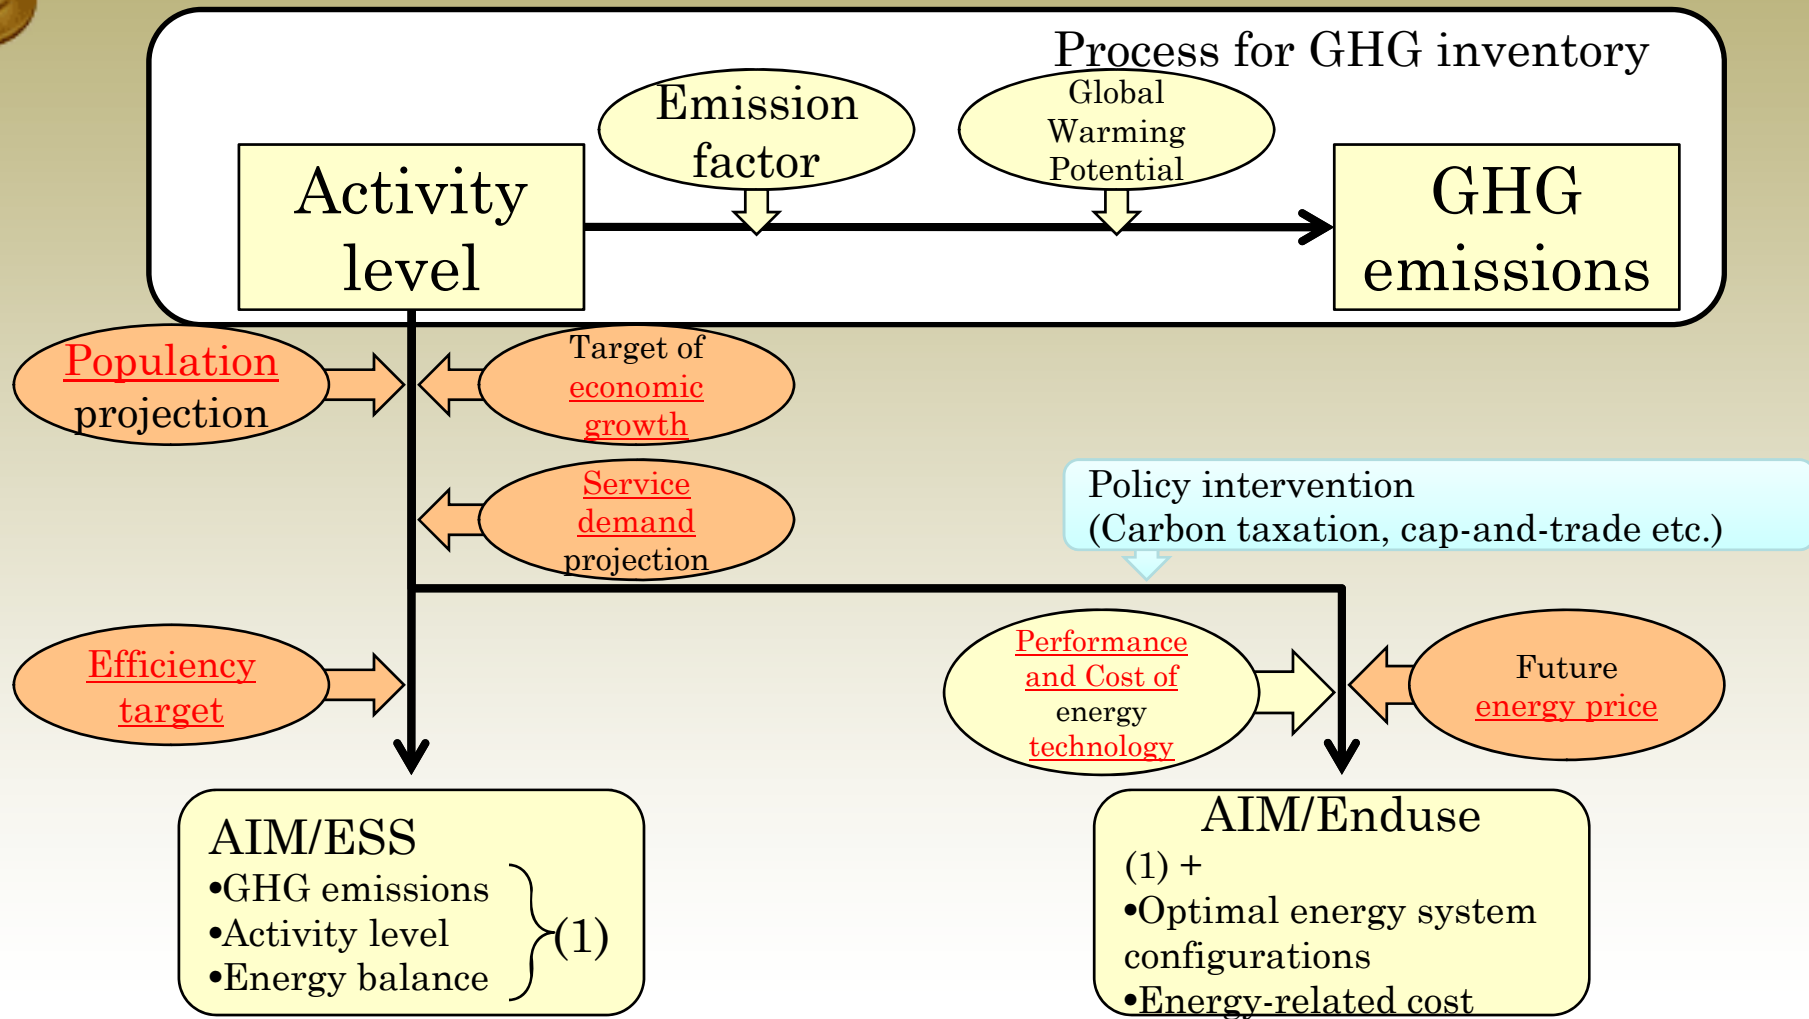 Process for GHG inventory
Emission
factor
Global
Warming
Potential
Activity
level
GHG
emissions
Population
projection
Target of
economic
growth
Service
demand
projection
Policy intervention
(Carbon taxation, cap-and-trade etc.)
Efficiency
target
Performance
and Cost of
energy
technology
Future
energy price
AIM/ESS
•GHG emissions
•Activity level
•Energy balance
(1)
AIM/Enduse
(1) +
•Optimal energy system
configurations
•Energy-related cost